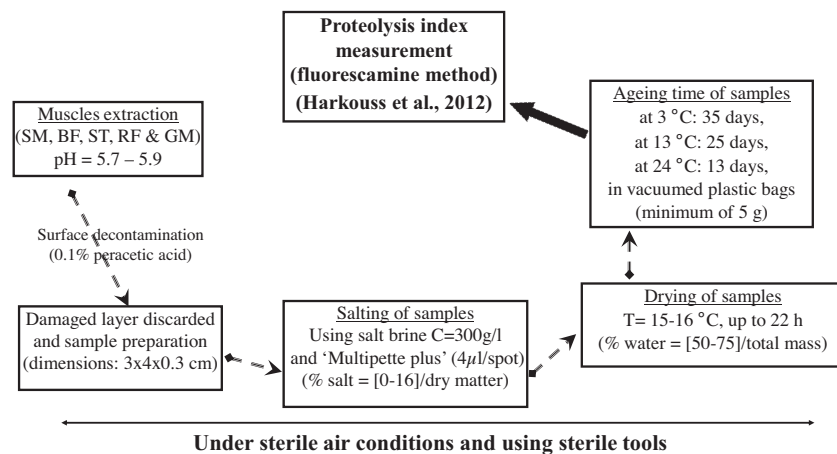 Muscles extraction
(SM, BF, ST, RF & GM)
pH = 5.7 – 5.9
Surface decontamination
(0.1% peracetic acid)
Damaged layer discarded
and sample preparation
(dimensions: 3x4x0.3 cm)
Salting of samples
Using salt brine C=300g/l
and ‘Multipette plus’ (4µl/spot)
(% salt = [0-16]/dry matter)
Drying of samples
T= 15-16 °C, up to 22 h
(% water = [50-75]/total mass)
Ageing time of samples
at 3 °C: 35 days,
at 13 °C: 25 days,
at 24 °C: 13 days,
in vacuumed plastic bags
(minimum of 5 g)
Proteolysis index
measurement
(fluorescamine method)
(Harkouss et al., 2012)
Under sterile air conditions and using sterile tools